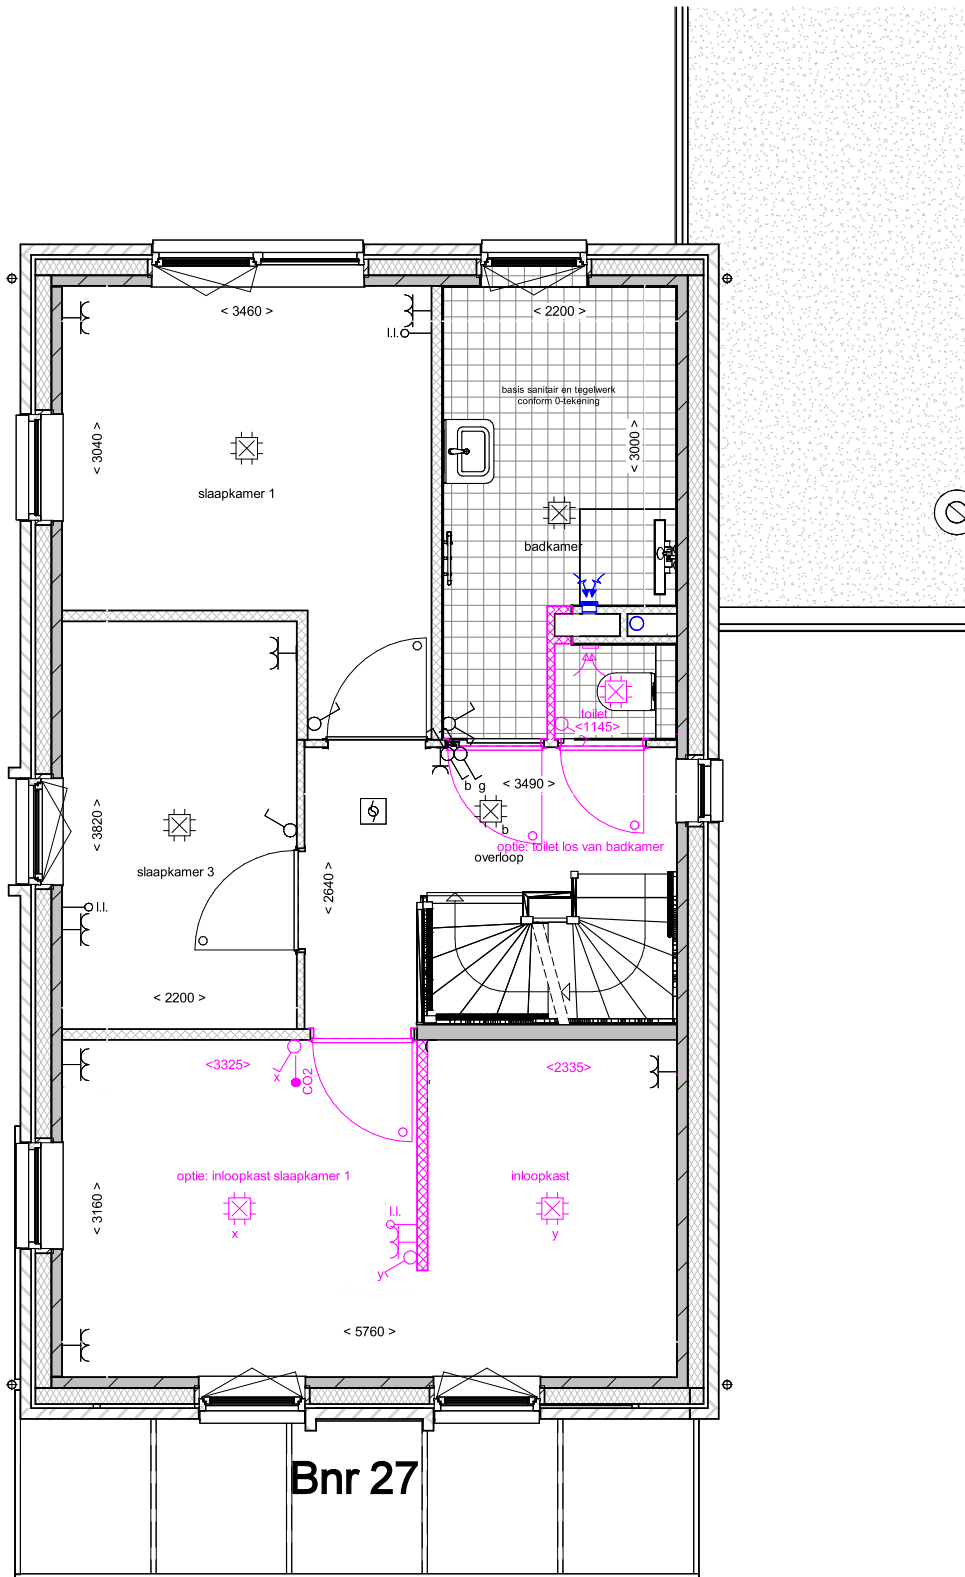 < 3460 >
< 2200 >
l.l.
basis sanitair en tegelwerk
conform 0-tekening
< 3040 >
< 3000 >
slaapkamer 1
badkamer
toilet
<1145>
b g
< 3490 >
b
optie: toilet los van badkamer
overloop
< 3820 >
slaapkamer 3
< 2640 >
l.l.
< 2200 >
<3325>
x
CO2
<2335>
optie: inloopkast slaapkamer 1
inloopkast
< 3160 >
l.l.
x
y
y
< 5760 >
Bnr 27